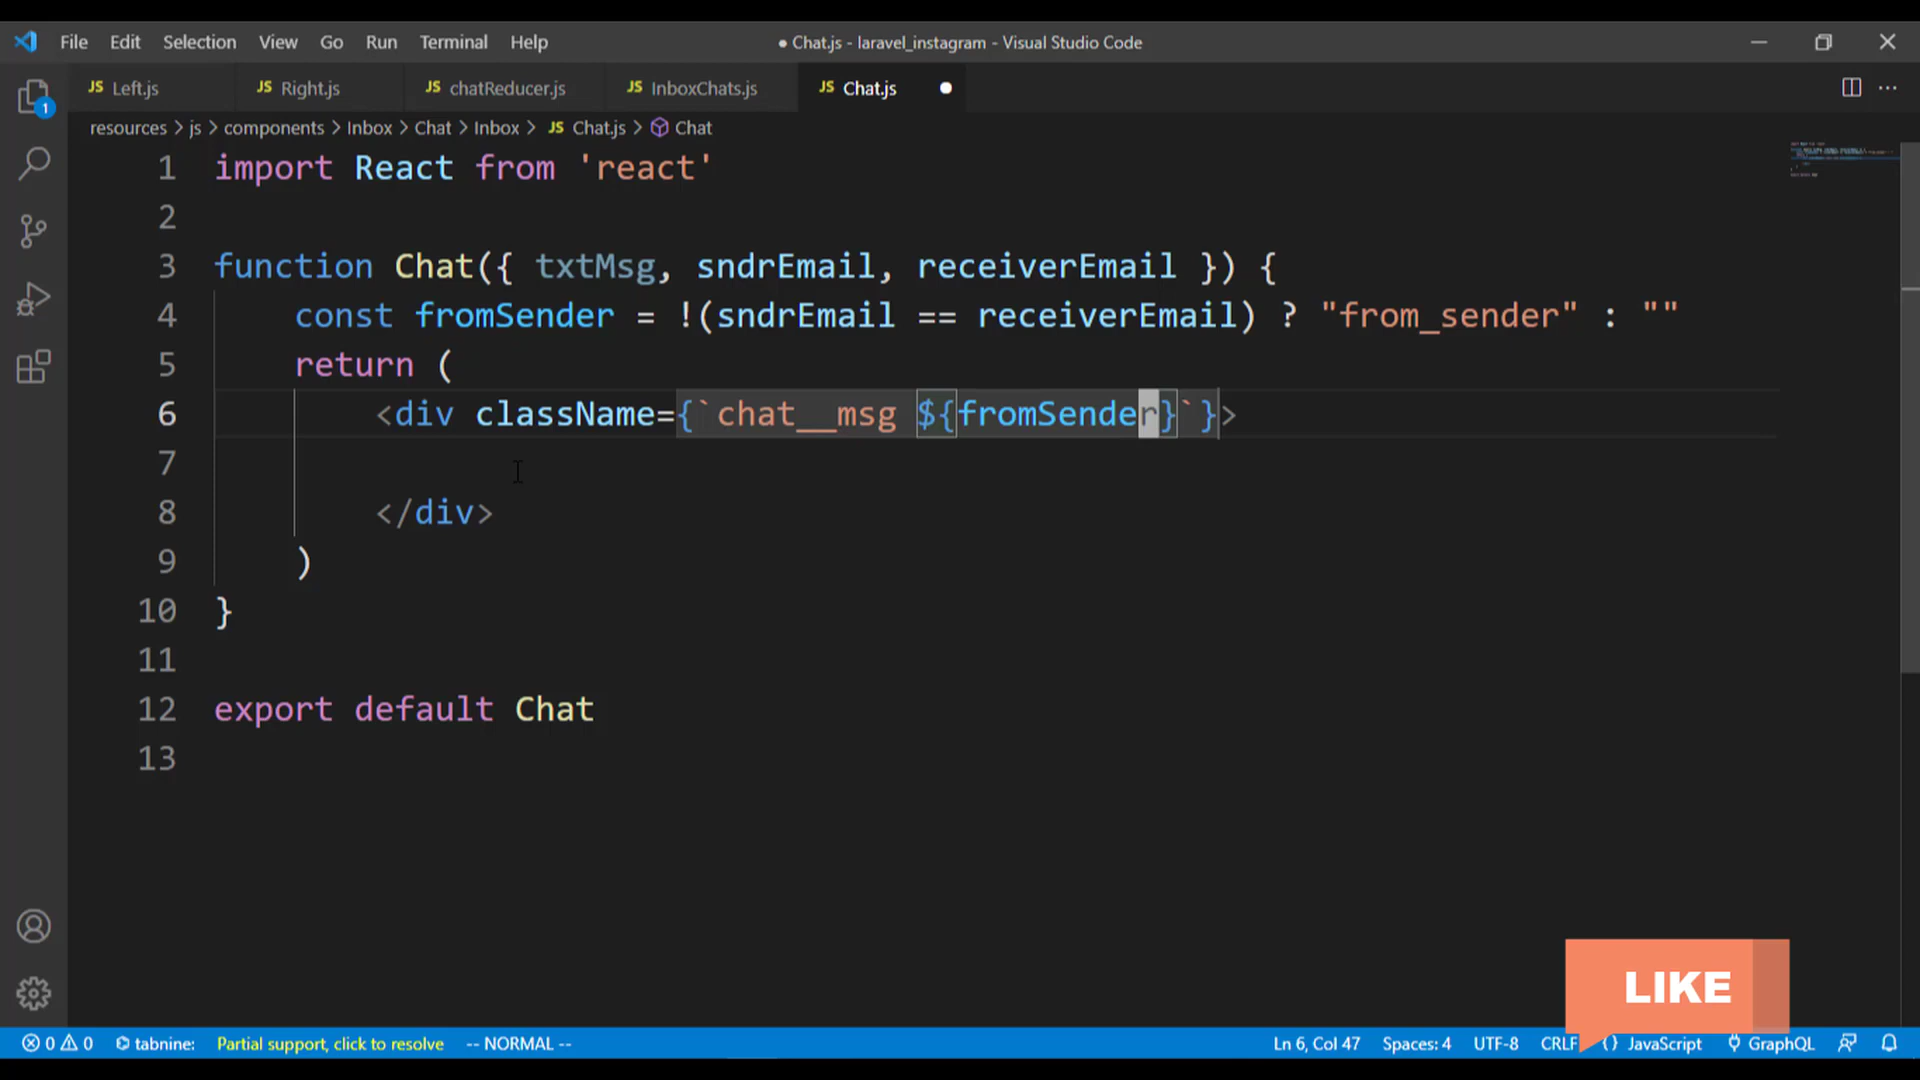 File Edit Selection View Go Run Terminal Help ● Chat.js - laravel_instagram - Visual Studio Code
1 JS Left.js JS Right.js JS chatReducer.js JS InboxChats.js JS Chat.js
resources > js > components > Inbox > Chat > Inbox > JS Chat.js > Chat
1 import React from 'react'
2
3 function Chat({ txtMsg, sndrEmail, receiverEmail }) {
4 const fromSender = !(sndrEmail == receiverEmail) ? "from_sender" : ""
5 return (
6 <div className={`chat__msg ${fromSender}`}>
7
8 </div>
9 )
10 }
11
12 export default Chat
13
LIKE
0 0 tabnine: Partial support, click to resolve -- NORMAL -- Ln 6, Col 47 Spaces: 4 UTF-8 CRLF {} JavaScript GraphQL